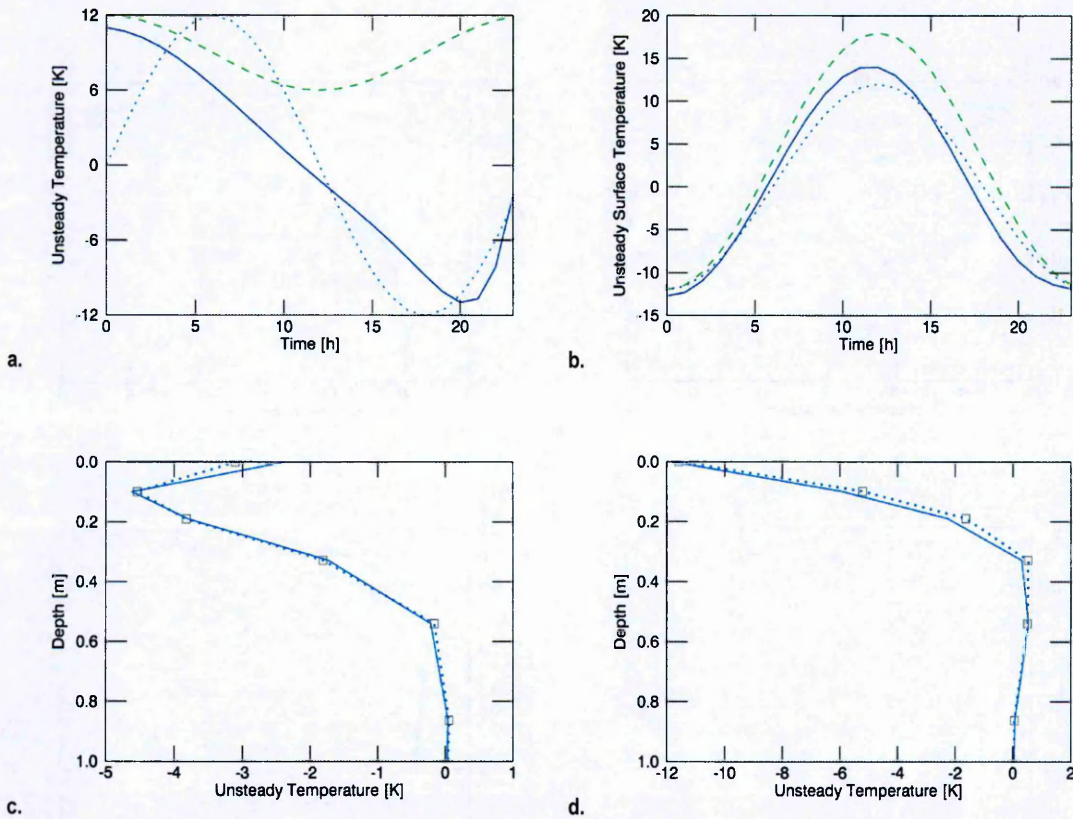 12
6
0
-6
-12
Unsteady Temperature [K]
0 5 10 15 20
Time [h]
a.
20
15
10
5
0
-5
-10
-15
Unsteady Surface Temperature [K]
0 5 10 15 20
Time [h]
b.
0.0
0.2
0.4
0.6
0.8
1.0
Depth [m]
-5 -4 -3 -2 -1 0 1
Unsteady Temperature [K]
c.
0.0
0.2
0.4
0.6
0.8
1.0
Depth [m]
-12 -10 -8 -6 -4 -2 0 2
Unsteady Temperature [K]
d.